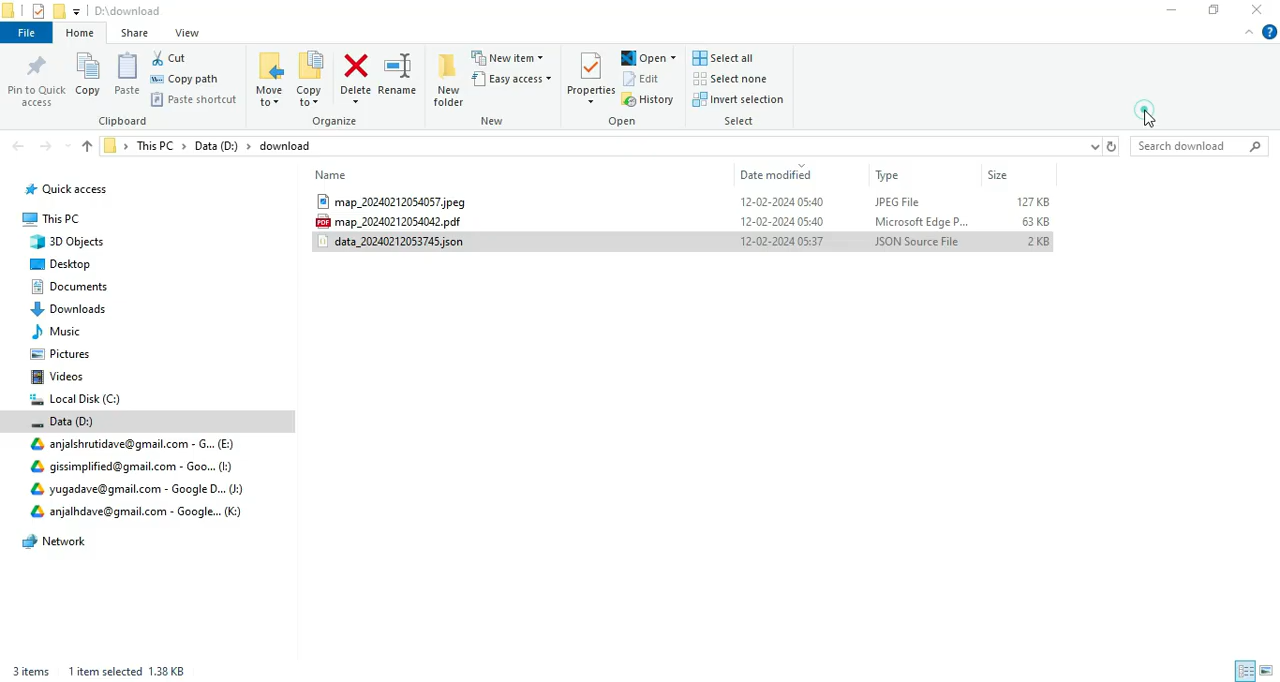 D:\download
File Home Share View
Pin to Quick access
Copy
Paste
Cut
Copy path
Paste shortcut
Clipboard
Move to
Copy to
Delete
Rename
Organize
New folder
New item
Easy access
New
Properties
Open
Edit
History
Open
Select all
Select none
Invert selection
Select
This PC › Data (D:) › download
Search download
Name Date modified Type Size
map_20240212054057.jpeg 12-02-2024 05:40 JPEG File 127 KB
map_20240212054042.pdf 12-02-2024 05:40 Microsoft Edge P... 63 KB
data_20240212053745.json 12-02-2024 05:37 JSON Source File 2 KB
Quick access
This PC
3D Objects
Desktop
Documents
Downloads
Music
Pictures
Videos
Local Disk (C:)
Data (D:)
anjalshrutidave@gmail.com - G... (E:)
gissimplified@gmail.com - Goo... (I:)
yugadave@gmail.com - Google D... (J:)
anjalhdave@gmail.com - Google... (K:)
Network
3 items 1 item selected 1.38 KB